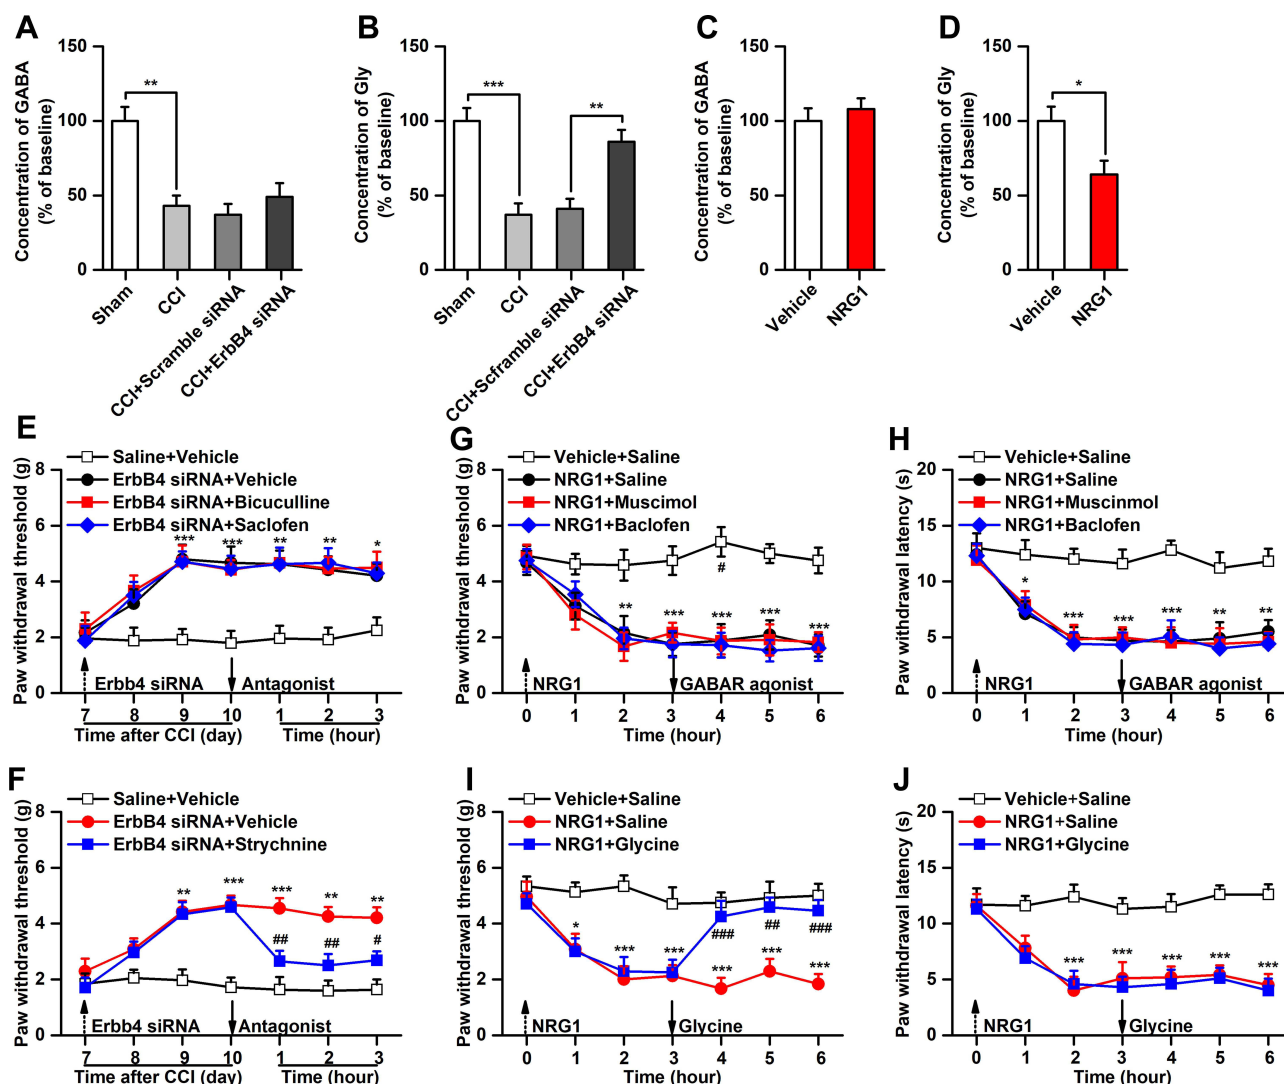 A
Concentration of GABA
(% of baseline)
150
100
50
0
**
Sham
CCI
CCI+Scramble siRNA
CCI+ErbB4 siRNA
B
Concentration of Gly
(% of baseline)
150
100
50
0
***
**
Sham
CCI
CCI+Scframble siRNA
CCI+ErbB4 siRNA
C
Concentration of GABA
(% of baseline)
150
100
50
0
Vehicle
NRG1
D
Concentration of Gly
(% of baseline)
150
100
50
0
*
Vehicle
NRG1
E
Paw withdrawal threshold (g)
8
6
4
2
0
Saline+Vehicle
ErbB4 siRNA+Vehicle
ErbB4 siRNA+Bicuculline
ErbB4 siRNA+Saclofen
*** *** ** ** *
Erbb4 siRNA
Antagonist
7 8 9 10 1 2 3
Time after CCI (day)
Time (hour)
G
Paw withdrawal threshold (g)
8
6
4
2
0
Vehicle+Saline
NRG1+Saline
NRG1+Muscimol
NRG1+Baclofen
#
** *** *** *** ***
NRG1
GABAR agonist
0 1 2 3 4 5 6
Time (hour)
H
Paw withdrawal latency (s)
20
15
10
5
0
Vehicle+Saline
NRG1+Saline
NRG1+Muscinmol
NRG1+Baclofen
* *** *** *** ** **
NRG1
GABAR agonist
0 1 2 3 4 5 6
Time (hour)
F
Paw withdrawal threshold (g)
8
6
4
2
0
Saline+Vehicle
ErbB4 siRNA+Vehicle
ErbB4 siRNA+Strychnine
** *** *** ** **
## ## #
Erbb4 siRNA
Antagonist
7 8 9 10 1 2 3
Time after CCI (day)
Time (hour)
I
Paw withdrawal threshold (g)
8
6
4
2
0
Vehicle+Saline
NRG1+Saline
NRG1+Glycine
### ## ###
* *** *** *** *** ***
NRG1
Glycine
0 1 2 3 4 5 6
Time (hour)
J
Paw withdrawal latency (s)
20
15
10
5
0
Vehicle+Saline
NRG1+Saline
NRG1+Glycine
*** *** *** *** ***
NRG1
Glycine
0 1 2 3 4 5 6
Time (hour)